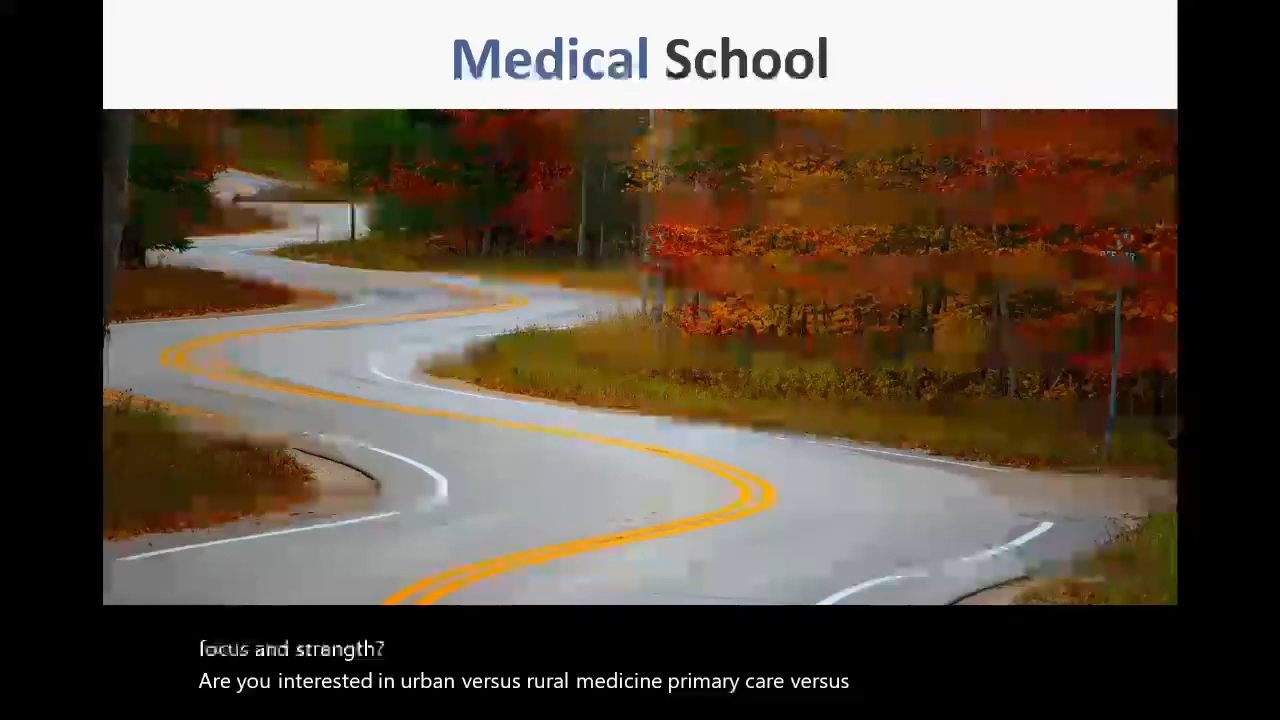 Medical School
focus and strength?
Are you interested in urban versus rural medicine primary care versus